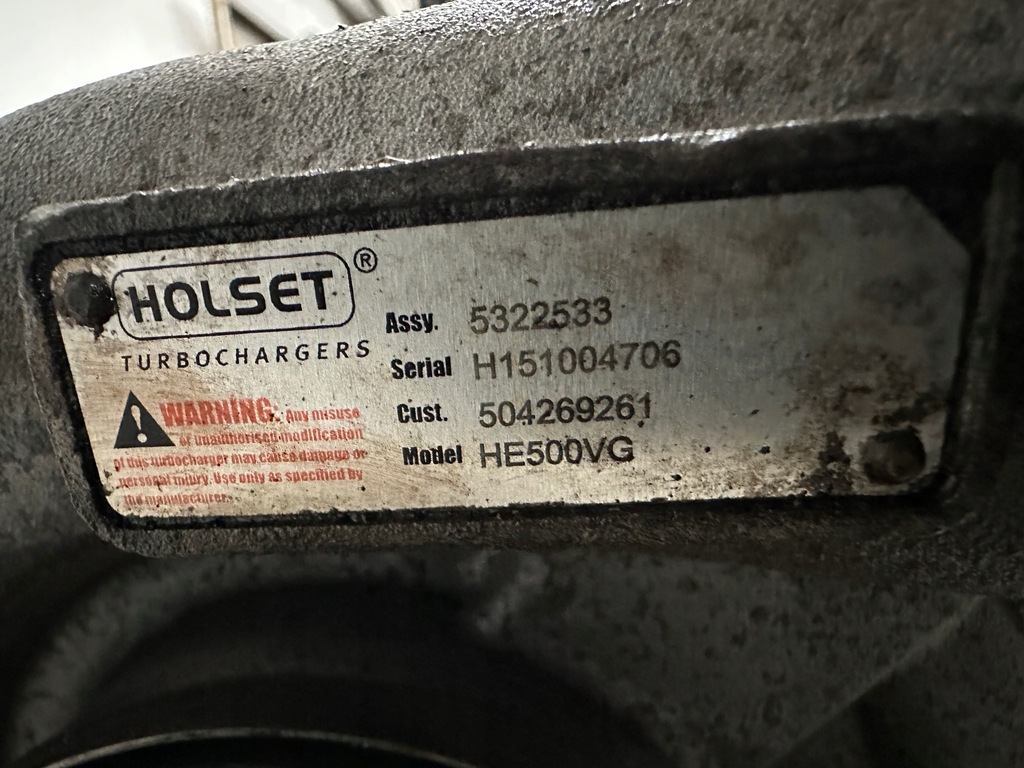 HOLSET®
TURBOCHARGERS
WARNING: Any misuse
or unauthorised modification
of this turbocharger may cause damage or
personal injury. Use only as specified by
the manufacturer.
Assy. 5322533
Serial H151004706
Cust. 504269261
Model HE500VG